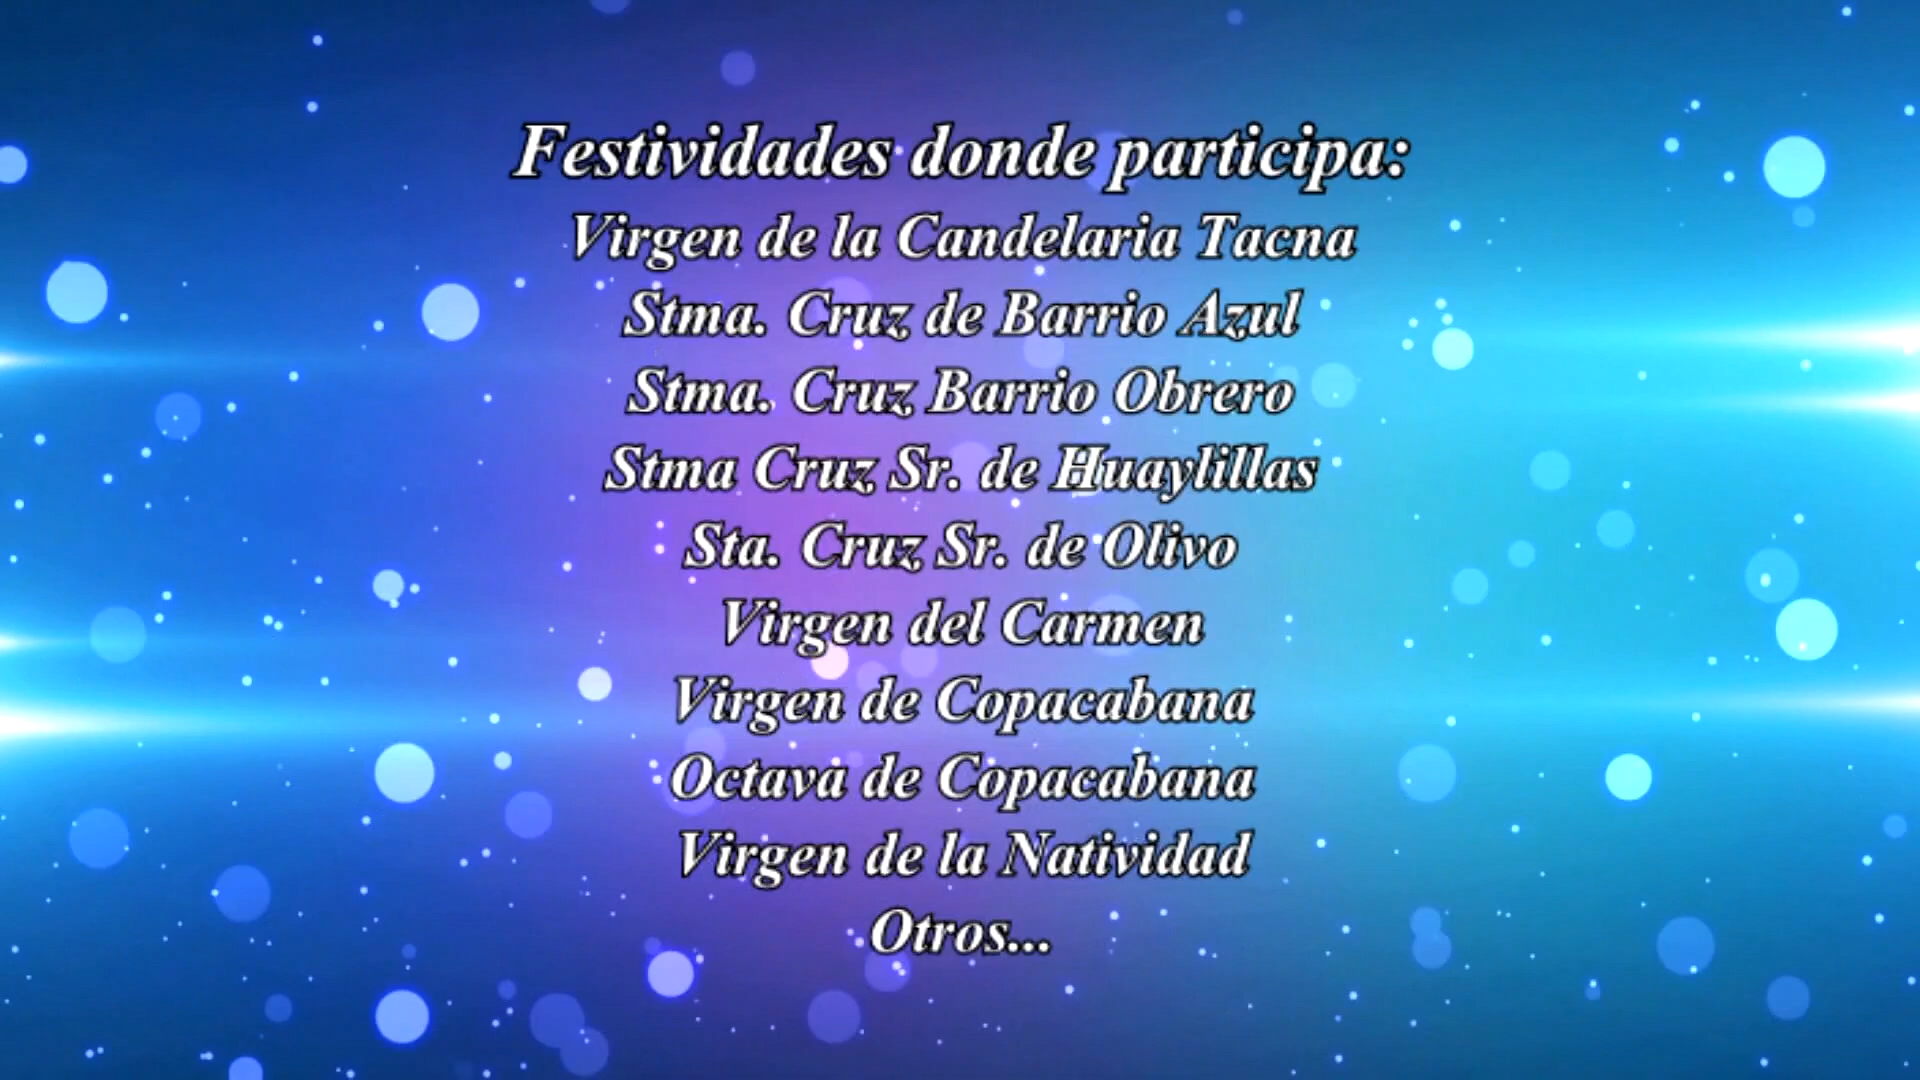 Festividades donde participa:
Virgen de la Candelaria Tacna
Stma. Cruz de Barrio Azul
Stma. Cruz Barrio Obrero
Stma Cruz Sr. de Huaylillas
Sta. Cruz Sr. de Olivo
Virgen del Carmen
Virgen de Copacabana
Octava de Copacabana
Virgen de la Natividad
Otros...